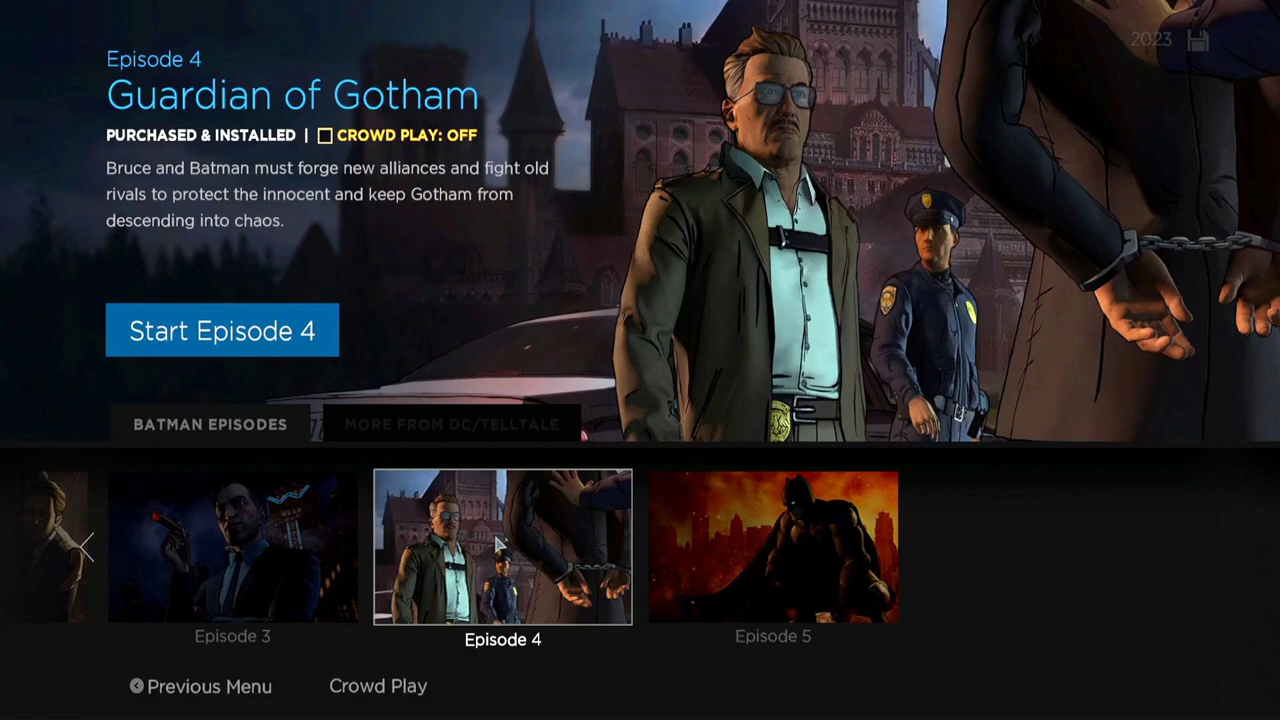 2023
Episode 4
Guardian of Gotham
PURCHASED & INSTALLED | CROWD PLAY: OFF
Bruce and Batman must forge new alliances and fight old
rivals to protect the innocent and keep Gotham from
descending into chaos.
Start Episode 4
BATMAN EPISODES
MORE FROM DC/TELLTALE
Episode 3
Episode 4
Episode 5
Previous Menu
Crowd Play